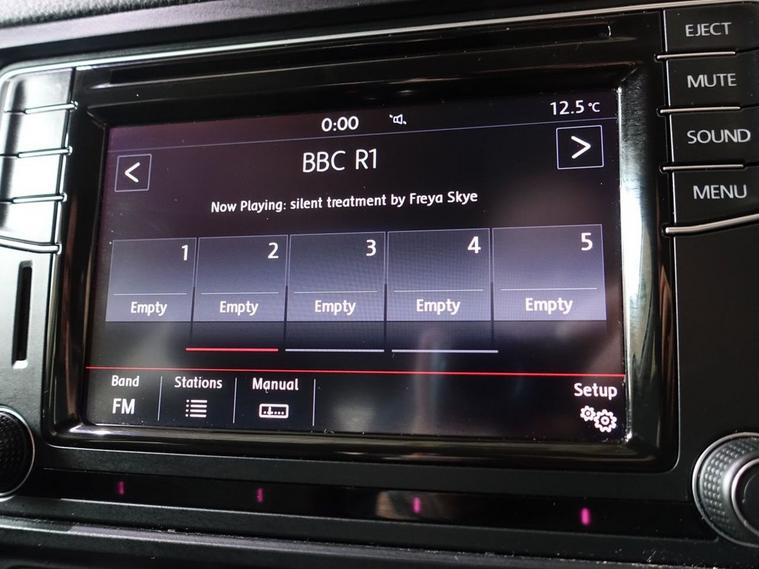 EJECT
MUTE
SOUND
MENU
0:00
12.5 °C
<
BBC R1
>
Now Playing: silent treatment by Freya Skye
1 2 3 4 5
Empty Empty Empty Empty Empty
Band Stations Manual Setup
FM